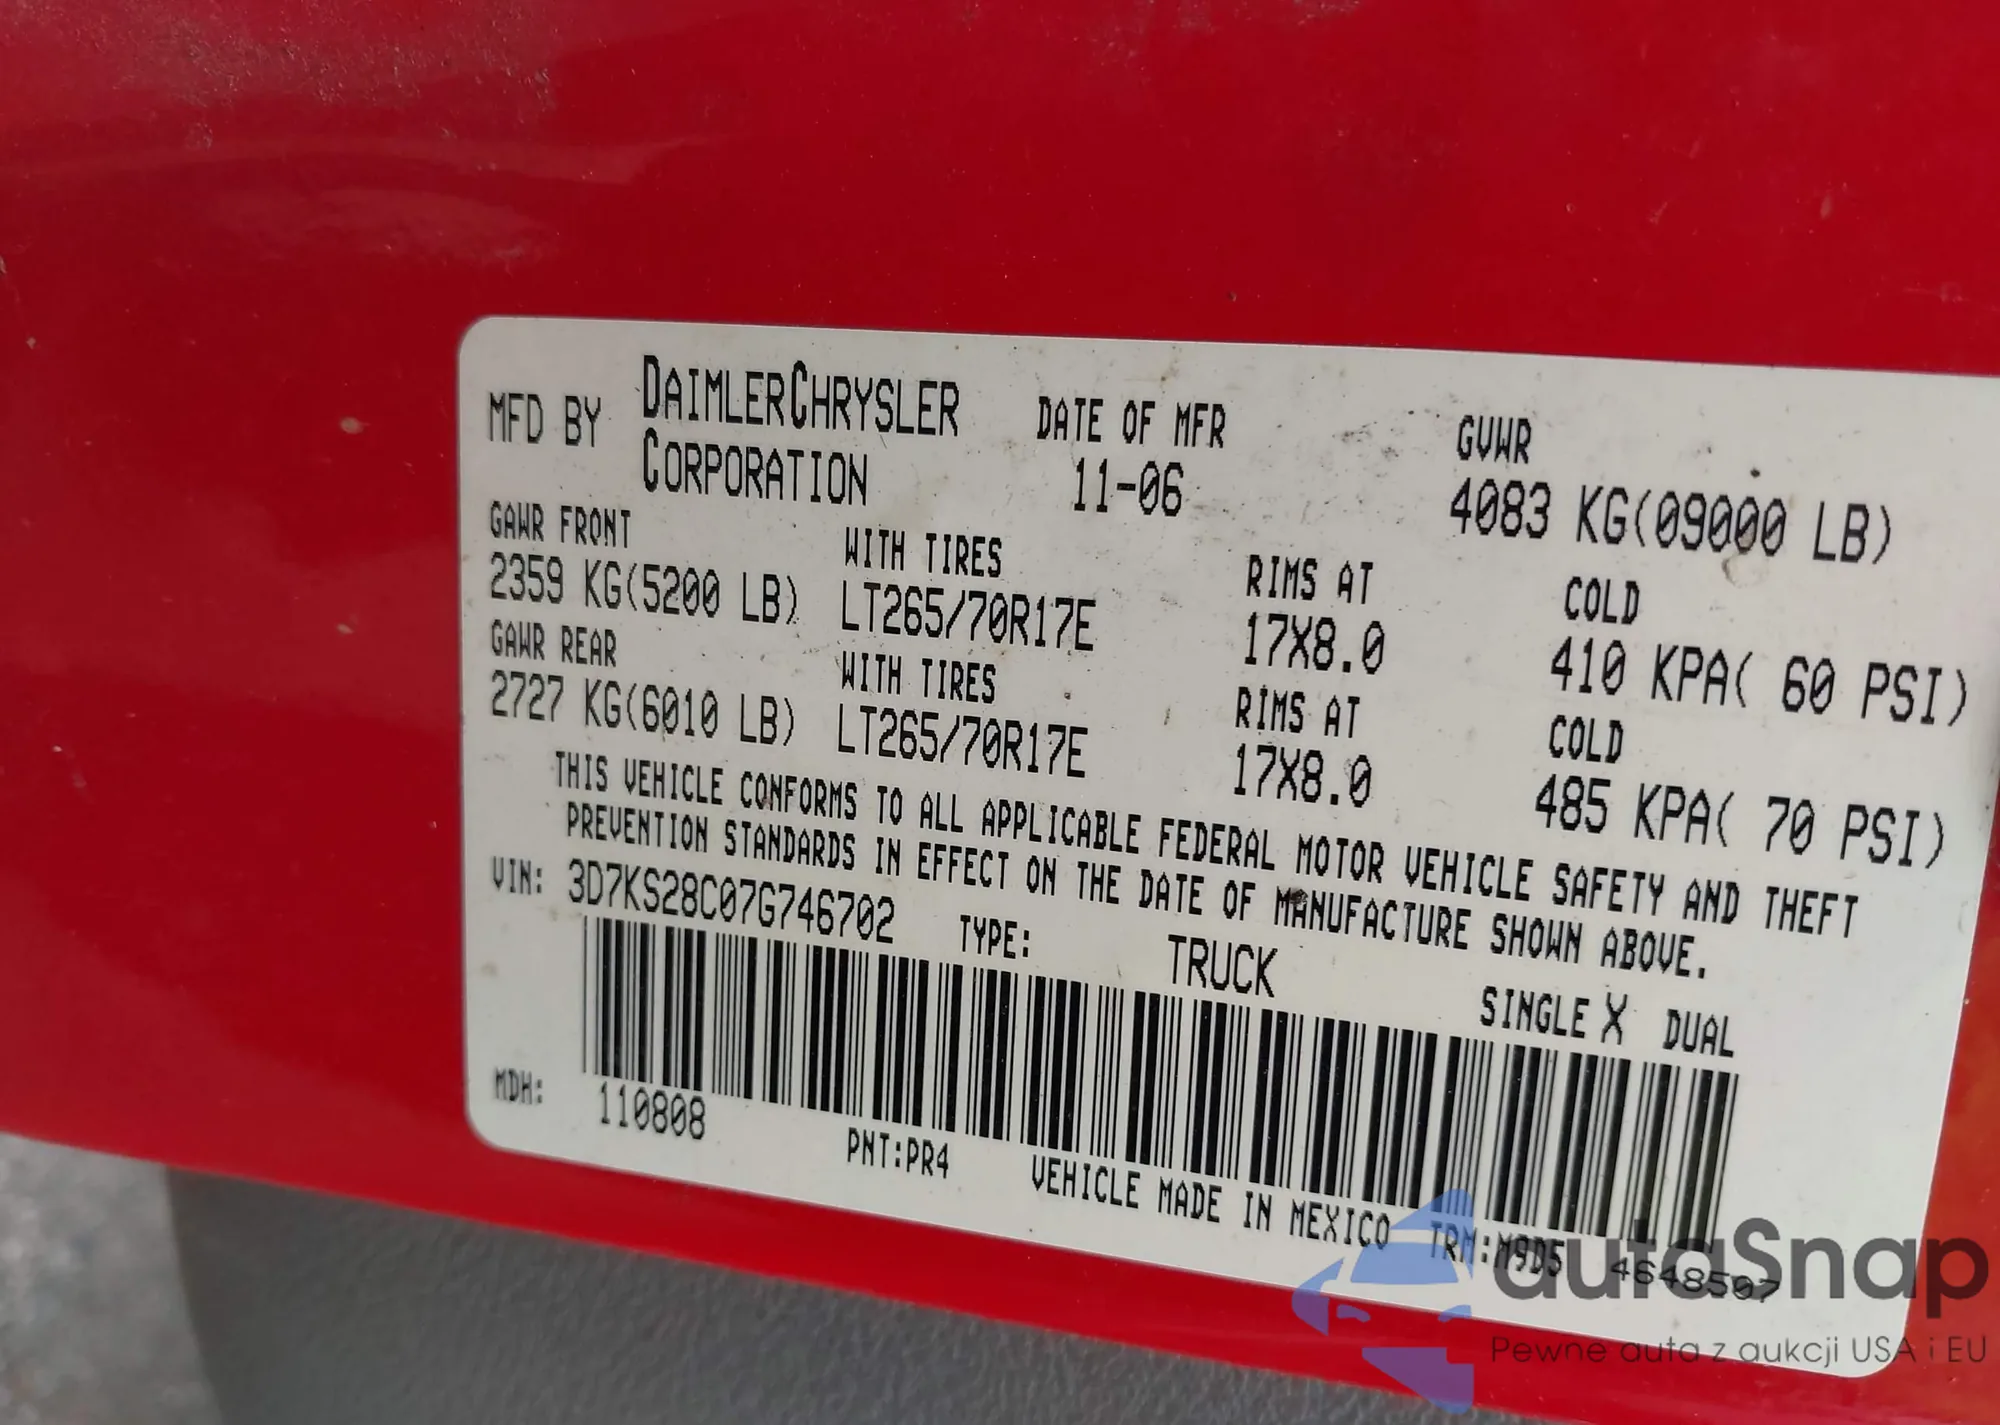 MFD BY DAIMLERCHRYSLER CORPORATION DATE OF MFR 11-06 GVWR 4083 KG(09000 LB)
GAWR FRONT WITH TIRES RIMS AT COLD
2359 KG(5200 LB) LT265/70R17E 17X8.0 410 KPA( 60 PSI)
GAWR REAR WITH TIRES RIMS AT COLD
2727 KG(6010 LB) LT265/70R17E 17X8.0 485 KPA( 70 PSI)
THIS VEHICLE CONFORMS TO ALL APPLICABLE FEDERAL MOTOR VEHICLE SAFETY AND THEFT
PREVENTION STANDARDS IN EFFECT ON THE DATE OF MANUFACTURE SHOWN ABOVE.
VIN: 3D7KS28C07G746702 TYPE: TRUCK SINGLE X DUAL
MDH: 110808 PNT:PR4 VEHICLE MADE IN MEXICO TRM:M9D5 4648507
autaSnap
Pewne auta z aukcji USA i EU